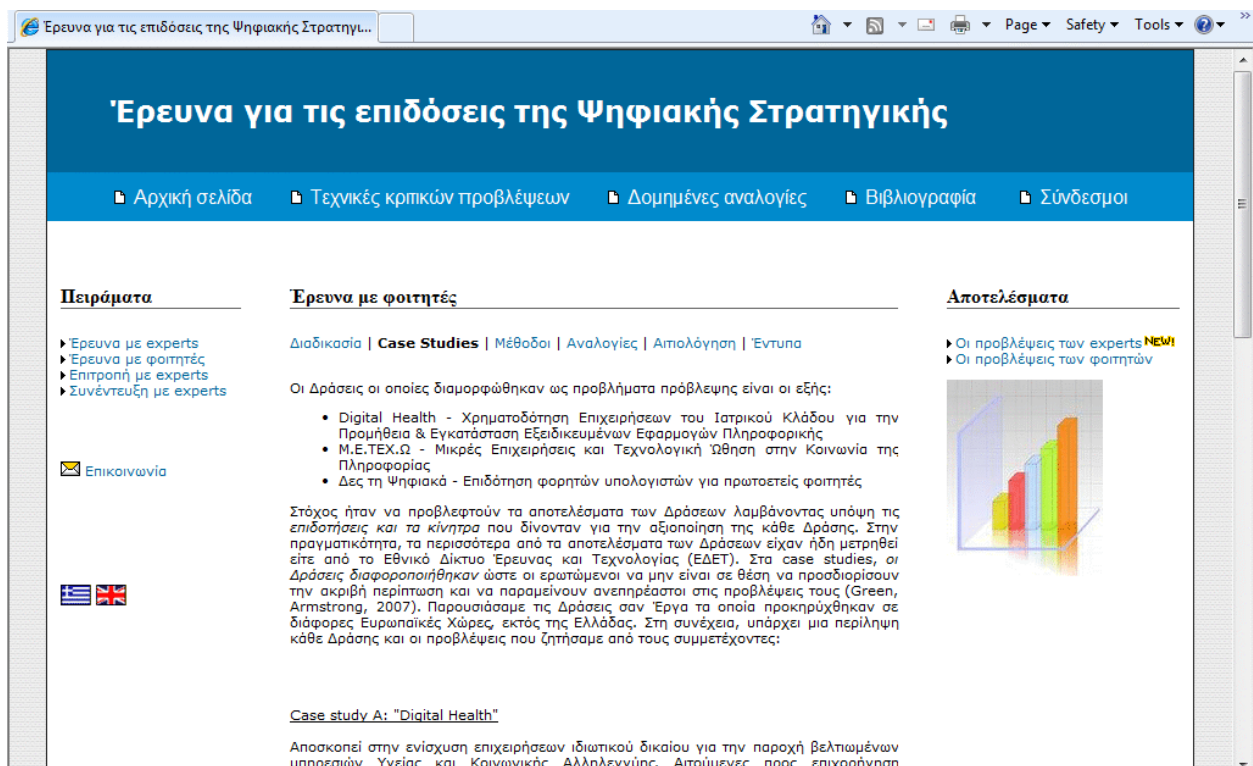 Έρευνα για τις επιδόσεις της Ψηφιακής Στρατηγι...
Page Safety Tools
Έρευνα για τις επιδόσεις της Ψηφιακής Στρατηγικής
Αρχική σελίδα Τεχνικές κριτικών προβλέψεων Δομημένες αναλογίες Βιβλιογραφία Σύνδεσμοι
Πειράματα
Έρευνα με experts
Έρευνα με φοιτητές
Επιτροπή με experts
Συνέντευξη με experts
Επικοινωνία
Έρευνα με φοιτητές
Διαδικασία | Case Studies | Μέθοδοι | Αναλογίες | Αιτιολόγηση | Έντυπα
Οι Δράσεις οι οποίες διαμορφώθηκαν ως προβλήματα πρόβλεψης είναι οι εξής:
• Digital Health - Χρηματοδότηση Επιχειρήσεων του Ιατρικού Κλάδου για την
Προμήθεια & Εγκατάσταση Εξειδικευμένων Εφαρμογών Πληροφορικής
• Μ.Ε.ΤΕΧ.Ω - Μικρές Επιχειρήσεις και Τεχνολογική Ώθηση στην Κοινωνία της
Πληροφορίας
• Δες τη Ψηφιακά - Επιδότηση φορητών υπολογιστών για πρωτοετείς φοιτητές
Στόχος ήταν να προβλεφτούν τα αποτελέσματα των Δράσεων λαμβάνοντας υπόψη τις
επιδοτήσεις και τα κίνητρα που δίνονταν για την αξιοποίηση της κάθε Δράσης. Στην
πραγματικότητα, τα περισσότερα από τα αποτελέσματα των Δράσεων είχαν ήδη μετρηθεί
είτε από το Εθνικό Δίκτυο Έρευνας και Τεχνολογίας (ΕΔΕΤ). Στα case studies, οι
Δράσεις διαφοροποιήθηκαν ώστε οι ερωτώμενοι να μην είναι σε θέση να προσδιορίσουν
την ακριβή περίπτωση και να παραμείνουν ανεπηρέαστοι στις προβλέψεις τους (Green,
Armstrong, 2007). Παρουσιάσαμε τις Δράσεις σαν Έργα τα οποία προκηρύχθηκαν σε
διάφορες Ευρωπαϊκές Χώρες, εκτός της Ελλάδας. Στη συνέχεια, υπάρχει μια περίληψη
κάθε Δράσης και οι προβλέψεις που ζητήσαμε από τους συμμετέχοντες:
Case study A: "Digital Health"
Αποσκοπεί στην ενίσχυση επιχειρήσεων ιδιωτικού δικαίου για την παροχή βελτιωμένων
υπηρεσιών Υγείας και Κοινωνικής Αλληλεγγύης. Αιτούμενες προς επιχορήγηση
Αποτελέσματα
Οι προβλέψεις των experts NEW!
Οι προβλέψεις των φοιτητών